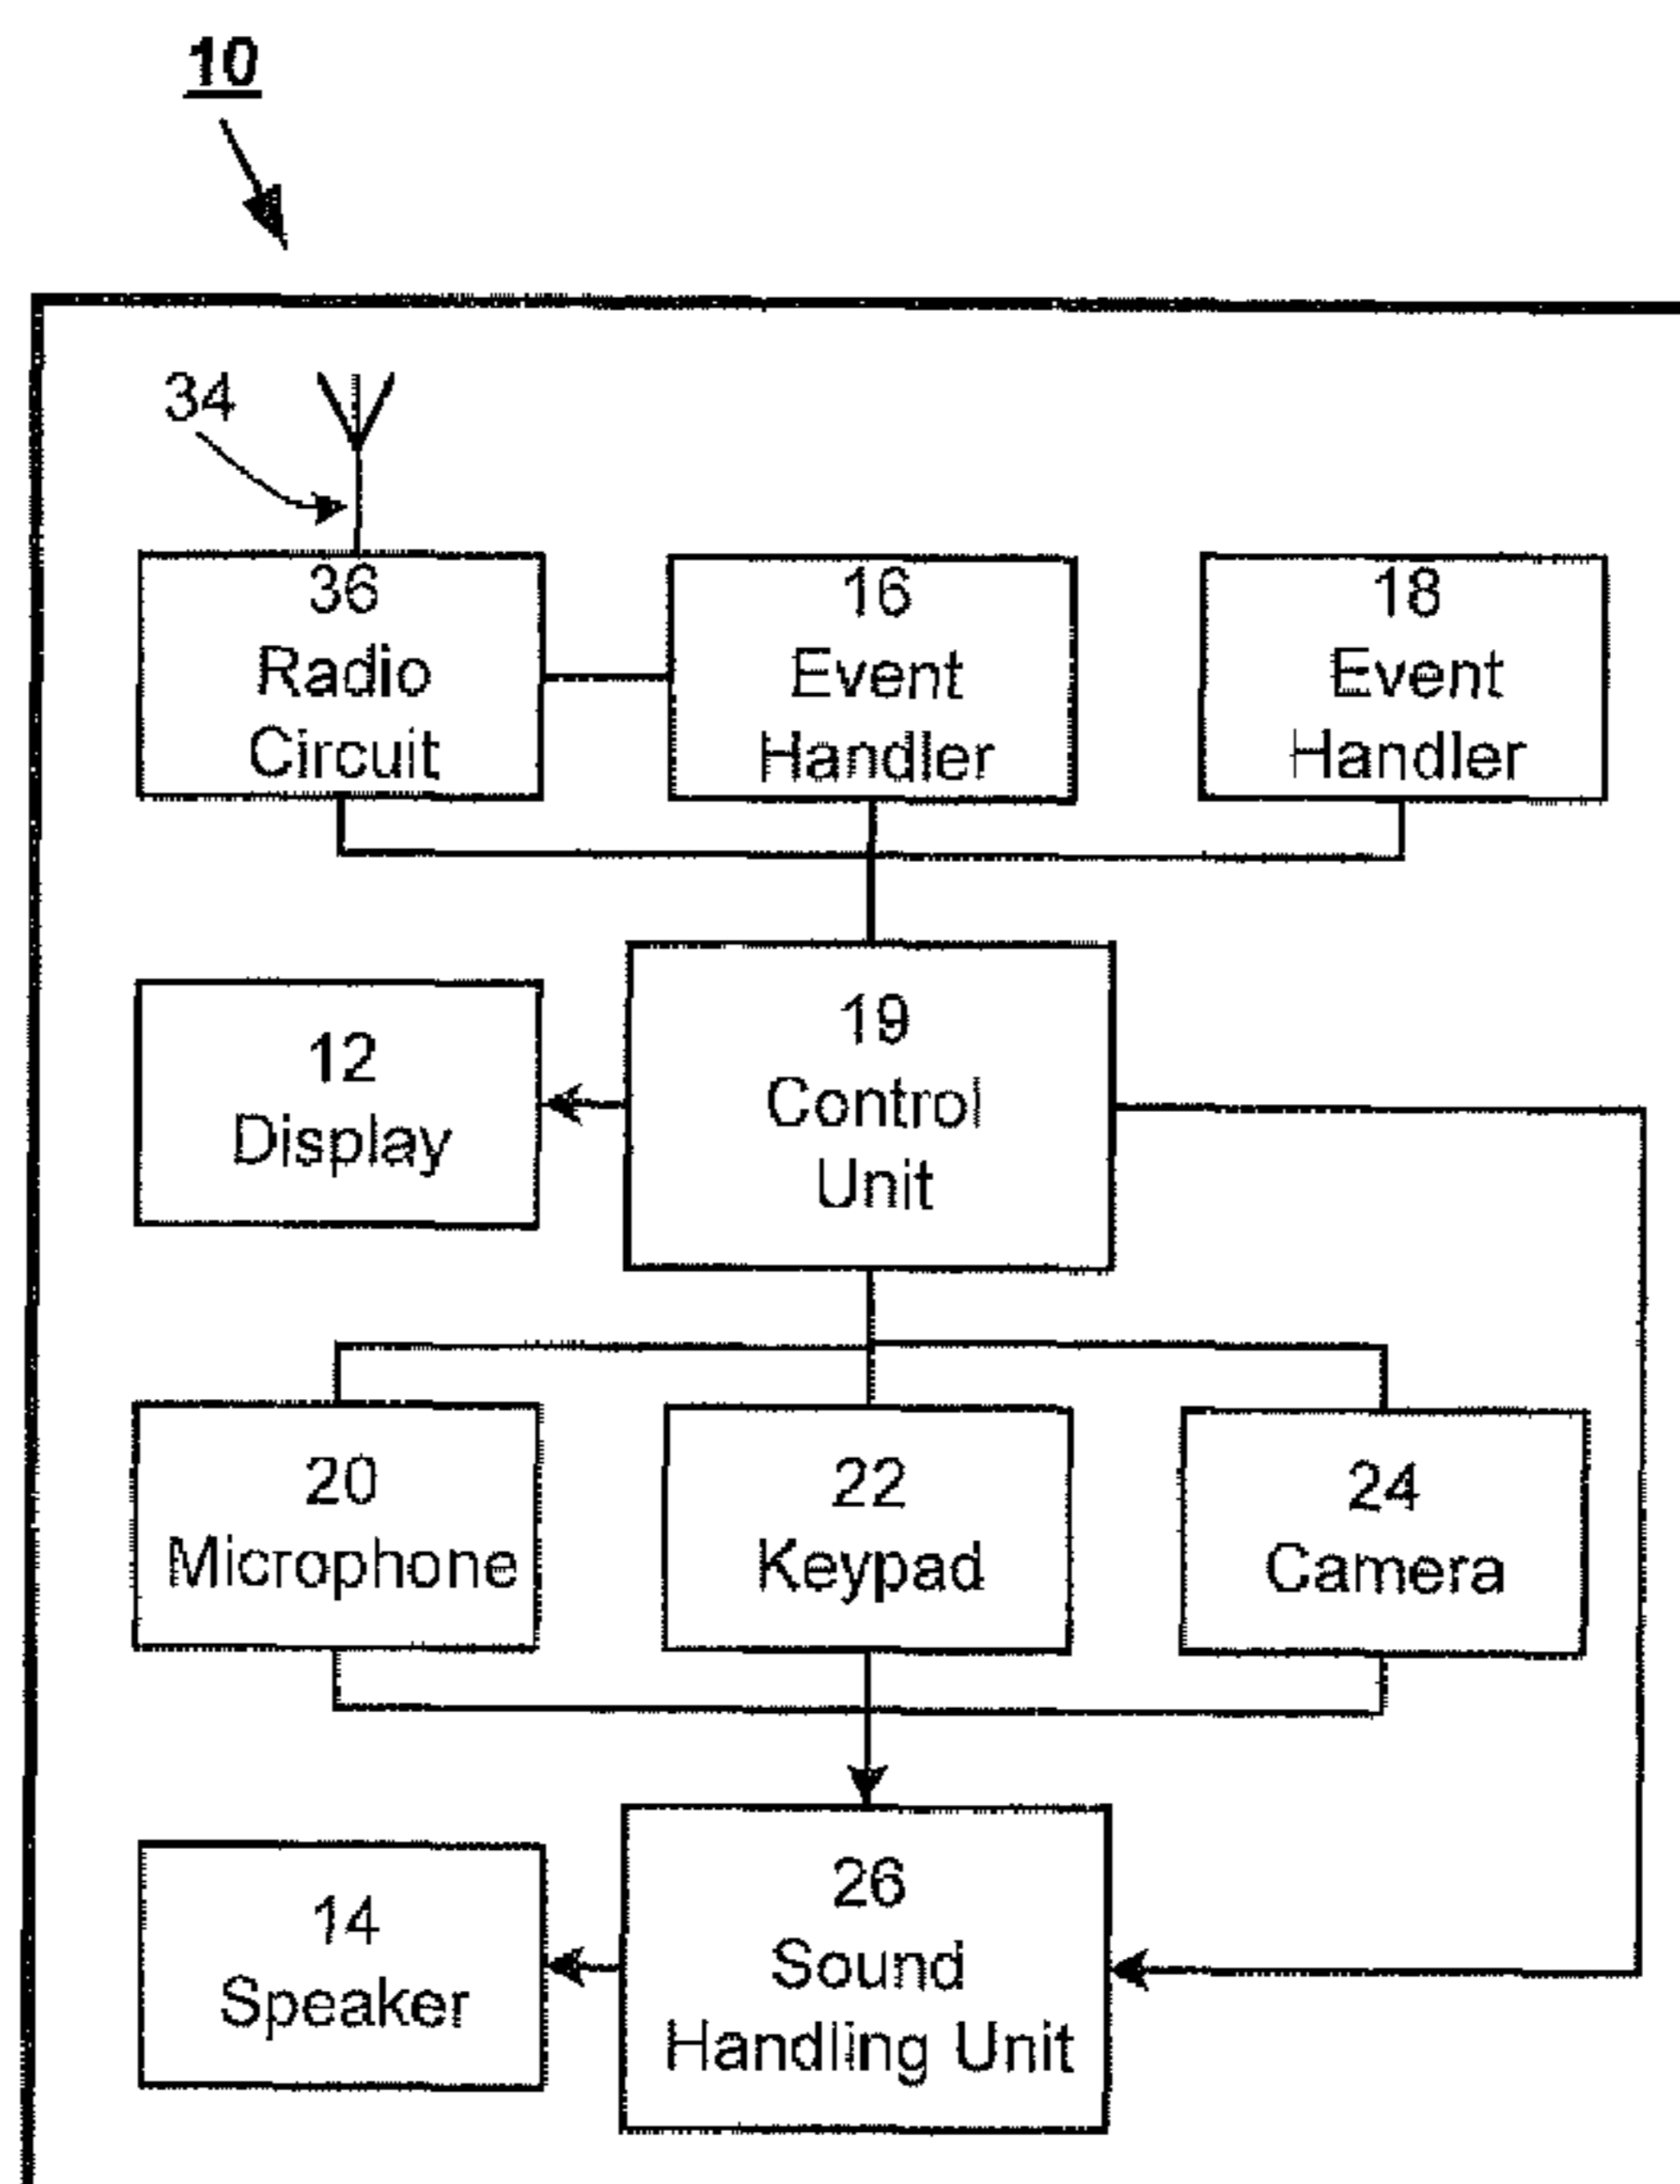 10
34
36
Radio
Circuit
16
Event
Handler
18
Event
Handler
19
Control
Unit
12
Display
20
Microphone
22
Keypad
24
Camera
26
Sound
Handling Unit
14
Speaker